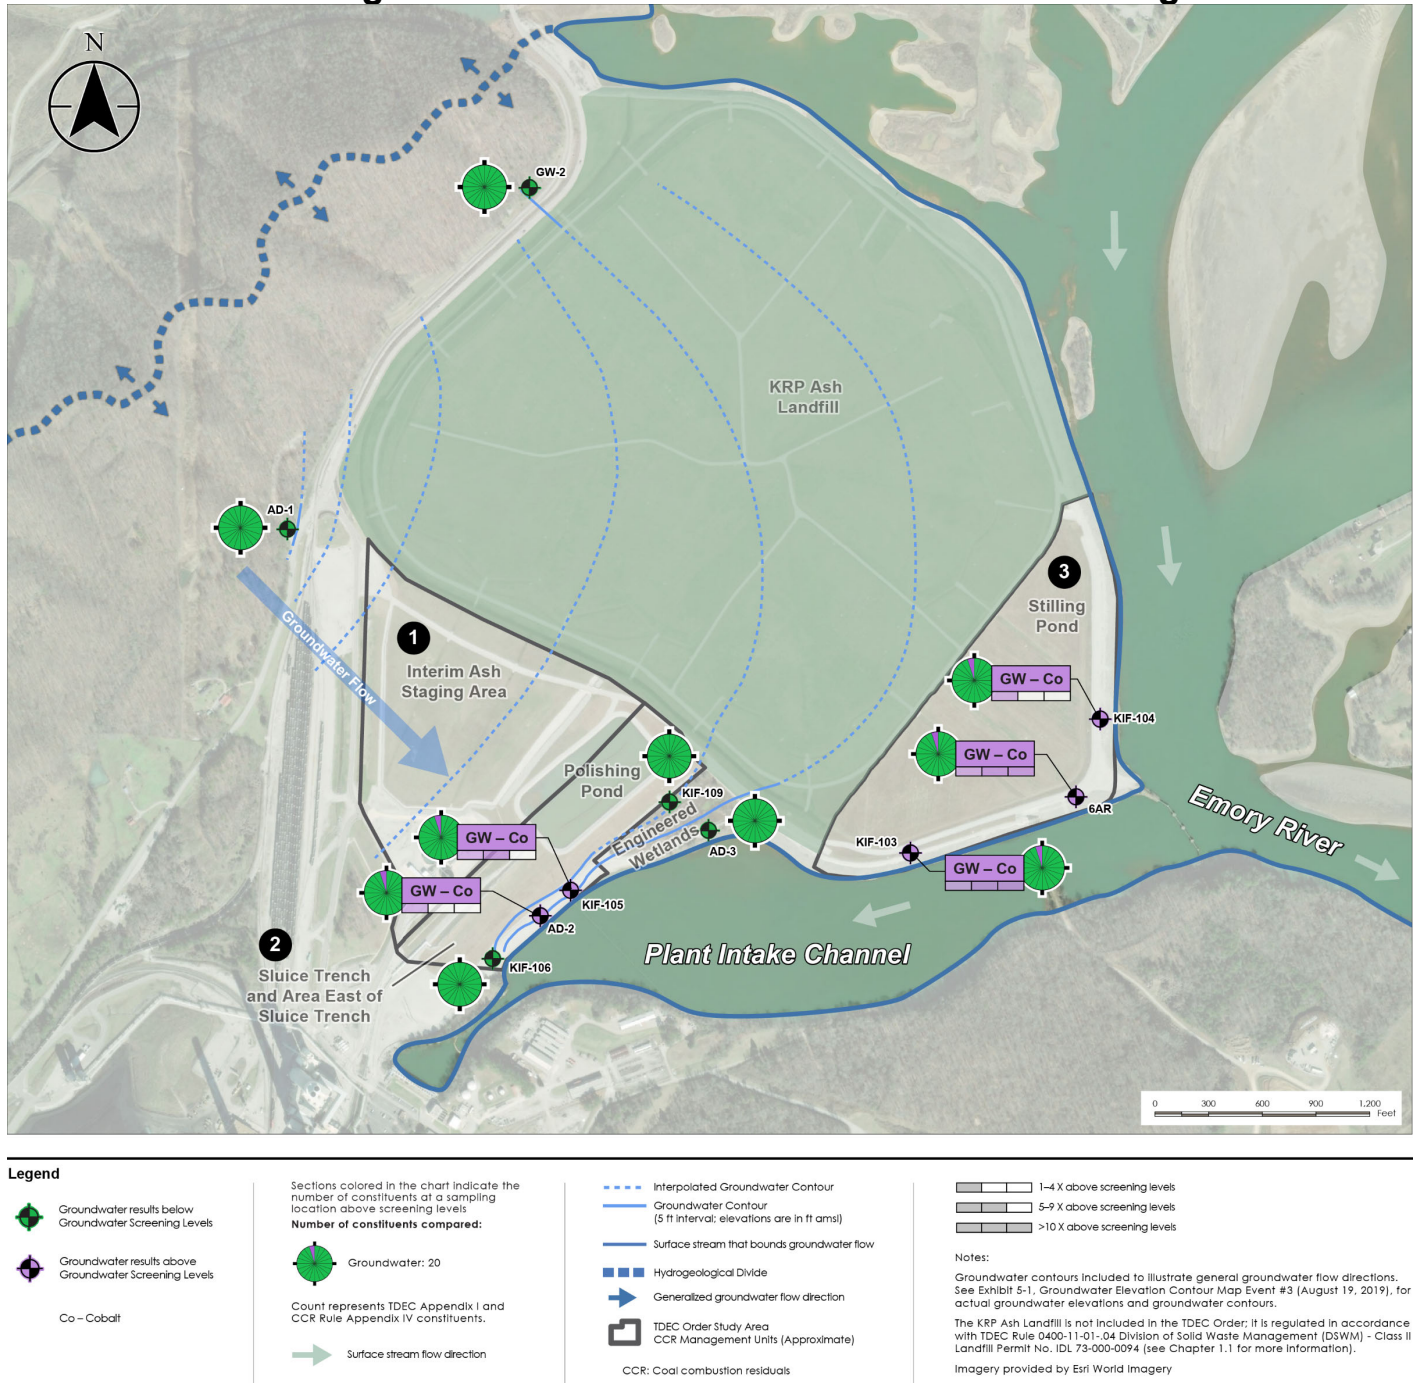 N
GW-2
KRP Ash
Landfill
AD-1
Groundwater Flow
1
Interim Ash
Staging Area
3
Stilling
Pond
GW – Co
KIF-104
GW – Co
6AR
KIF-103
GW – Co
Emory River
Polishing
Pond
KIF-109
Engineered
Wetlands
AD-3
GW – Co
KIF-105
GW – Co
AD-2
KIF-106
2
Sluice Trench
and Area East of
Sluice Trench
Plant Intake Channel
0 300 600 900 1,200
Feet
Legend
Groundwater results below
Groundwater Screening Levels
Groundwater results above
Groundwater Screening Levels
Co – Cobalt
Sections colored in the chart indicate the
number of constituents at a sampling
location above screening levels
Number of constituents compared:
Groundwater: 20
Count represents TDEC Appendix I and
CCR Rule Appendix IV constituents.
Surface stream flow direction
Interpolated Groundwater Contour
Groundwater Contour
(5 ft interval; elevations are in ft amsl)
Surface stream that bounds groundwater flow
Hydrogeological Divide
Generalized groundwater flow direction
TDEC Order Study Area
CCR Management Units (Approximate)
CCR: Coal combustion residuals
1–4 X above screening levels
5–9 X above screening levels
>10 X above screening levels
Notes:
Groundwater contours included to illustrate general groundwater flow directions.
See Exhibit 5-1, Groundwater Elevation Contour Map Event #3 (August 19, 2019), for
actual groundwater elevations and groundwater contours.
The KRP Ash Landfill is not included in the TDEC Order; it is regulated in accordance
with TDEC Rule 0400-11-01-.04 Division of Solid Waste Management (DSWM) - Class II
Landfill Permit No. IDL 73-000-0094 (see Chapter 1.1 for more information).
Imagery provided by Esri World Imagery